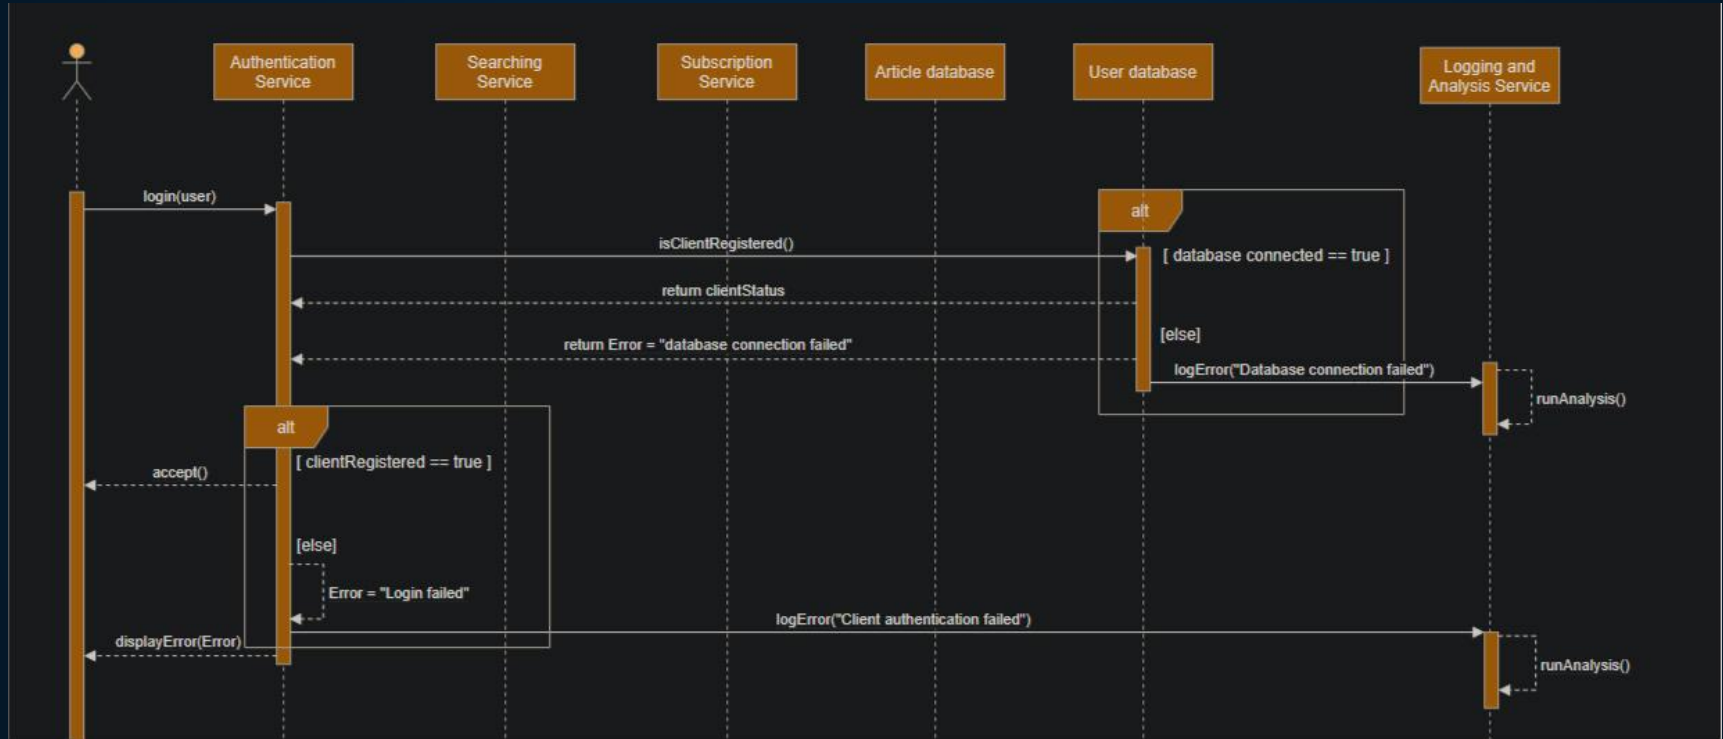 Authentication
Service
Searching
Service
Subscription
Service
Article database
User database
Logging and
Analysis Service
login(user)
alt
isClientRegistered()
[ database connected == true ]
return clientStatus
[else]
return Error = "database connection failed"
logError("Database connection failed")
runAnalysis()
alt
[ clientRegistered == true ]
accept()
[else]
Error = "Login failed"
logError("Client authentication failed")
displayError(Error)
runAnalysis()